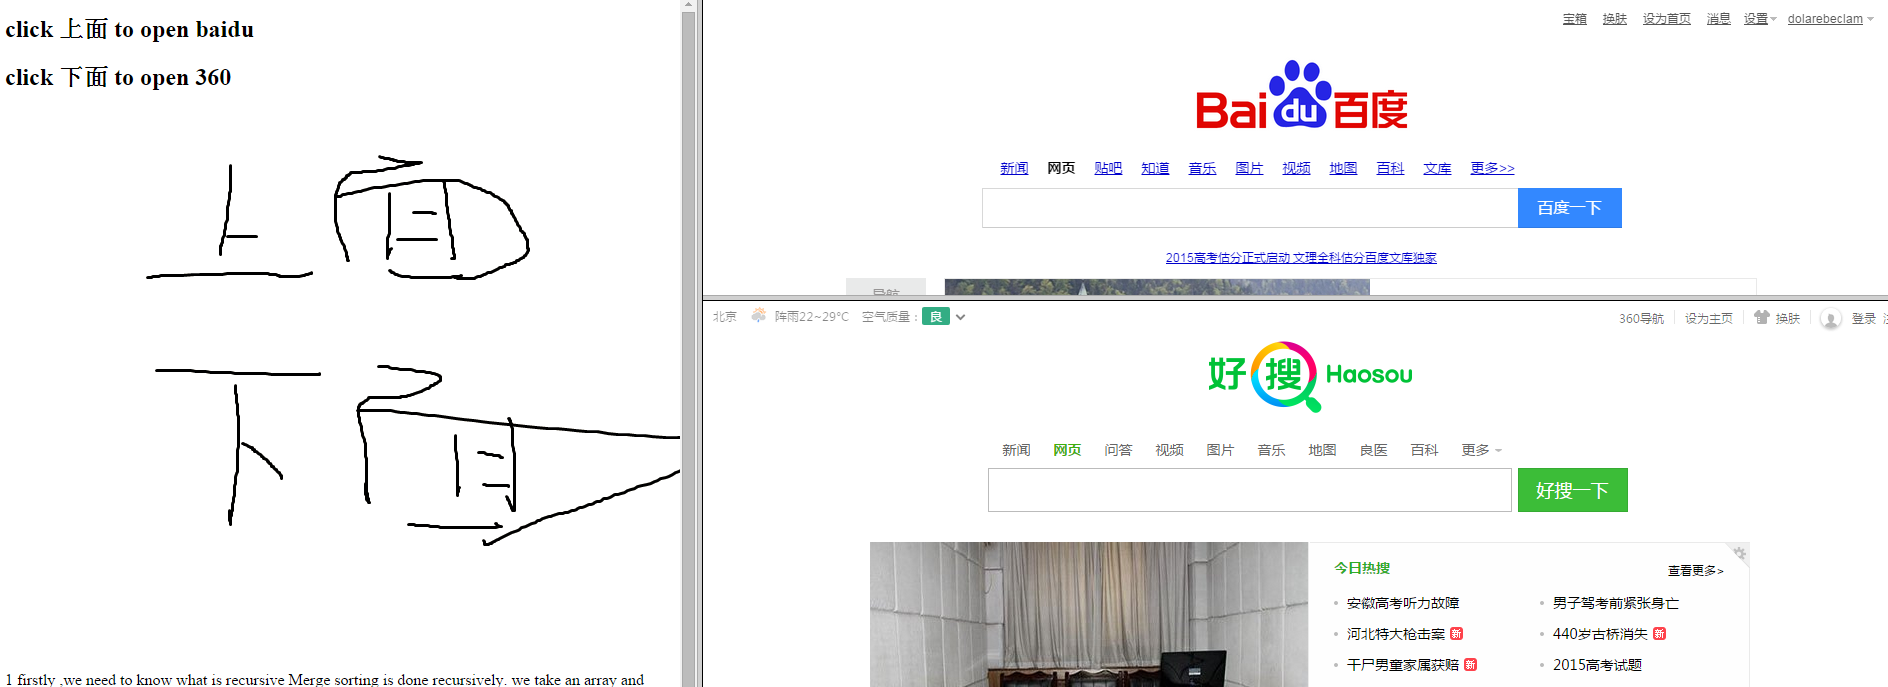 click 上面 to open baidu
click 下面 to open 360
上面
下面
1 firstly ,we need to know what is recursive Merge sorting is done recursively. we take an array and
宝箱 换肤 设为首页 消息 设置 dolarebeclam
Bai du 百度
新闻 网页 贴吧 知道 音乐 图片 视频 地图 百科 文库 更多>>
百度一下
2015高考估分正式启动 文理全科估分百度文库独家
导航
北京 阵雨22~29°C 空气质量： 良 360导航 设为主页 换肤 登录
好搜 Haosou
新闻 网页 问答 视频 图片 音乐 地图 良医 百科 更多
好搜一下
今日热搜 查看更多>
安徽高考听力故障 男子驾考前紧张身亡
河北特大枪击案 新 440岁古桥消失 新
干尸男童家属获赔 新 2015高考试题